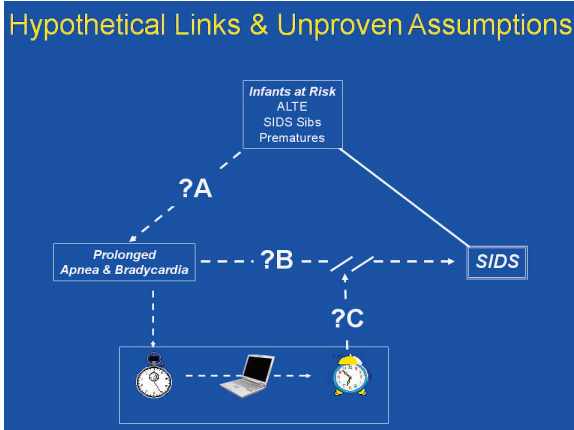 Hypothetical Links & Unproven Assumptions
Infants at Risk
ALTE
SIDS Sibs
Prematures
?A
Prolonged
Apnea & Bradycardia
?B
SIDS
?C